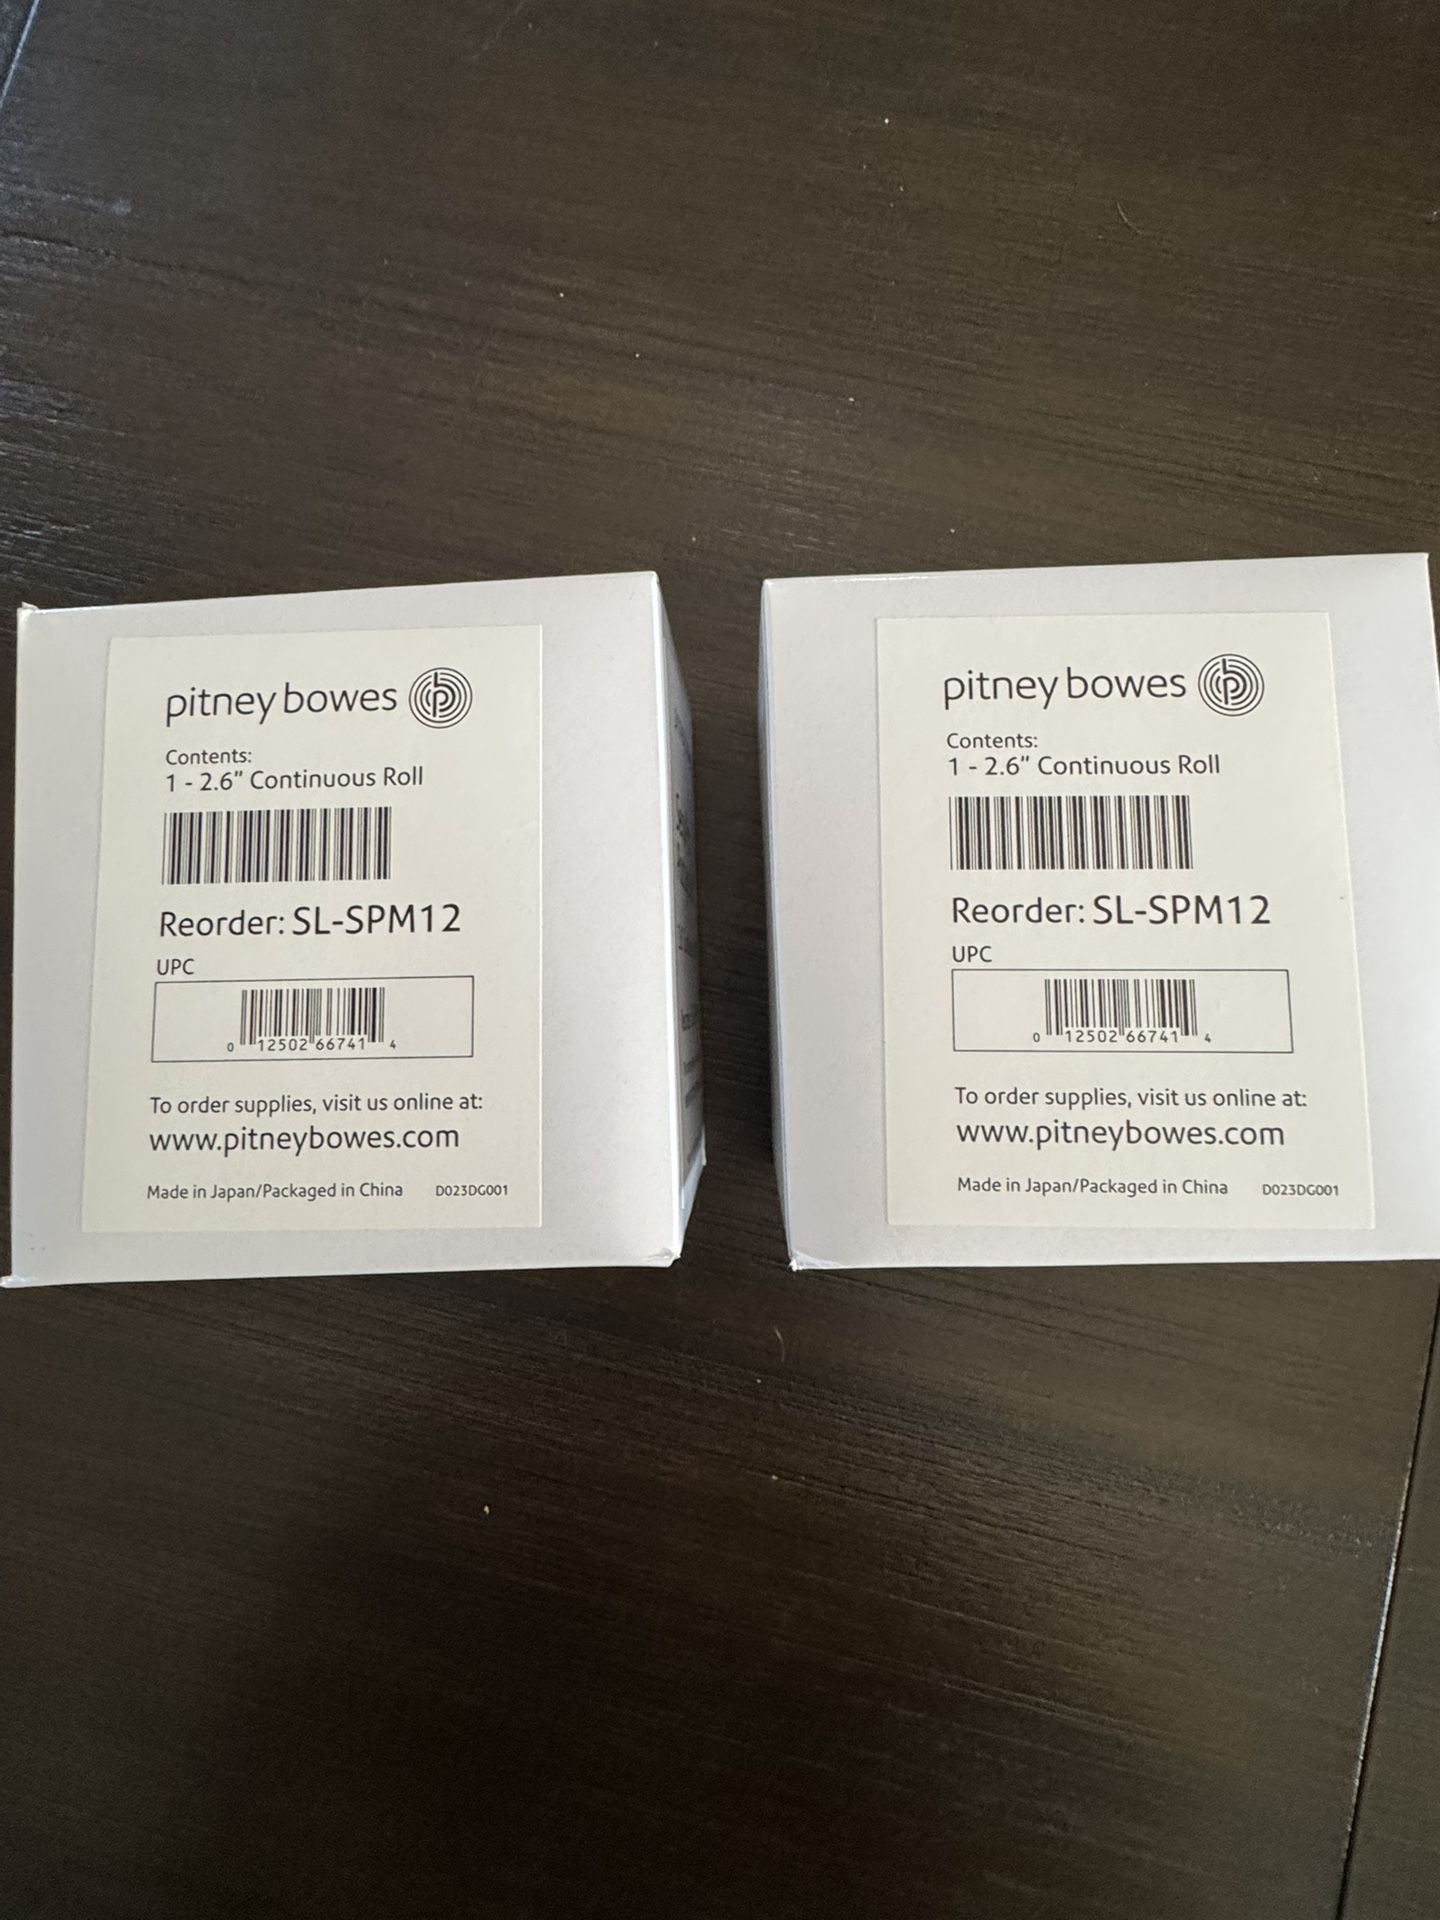 pitney bowes
Contents:
1 - 2.6" Continuous Roll
Reorder: SL-SPM12
UPC
0 12502 66741 4
To order supplies, visit us online at:
www.pitneybowes.com
Made in Japan/Packaged in China D023DG001
pitney bowes
Contents:
1 - 2.6" Continuous Roll
Reorder: SL-SPM12
UPC
0 12502 66741 4
To order supplies, visit us online at:
www.pitneybowes.com
Made in Japan/Packaged in China D023DG001